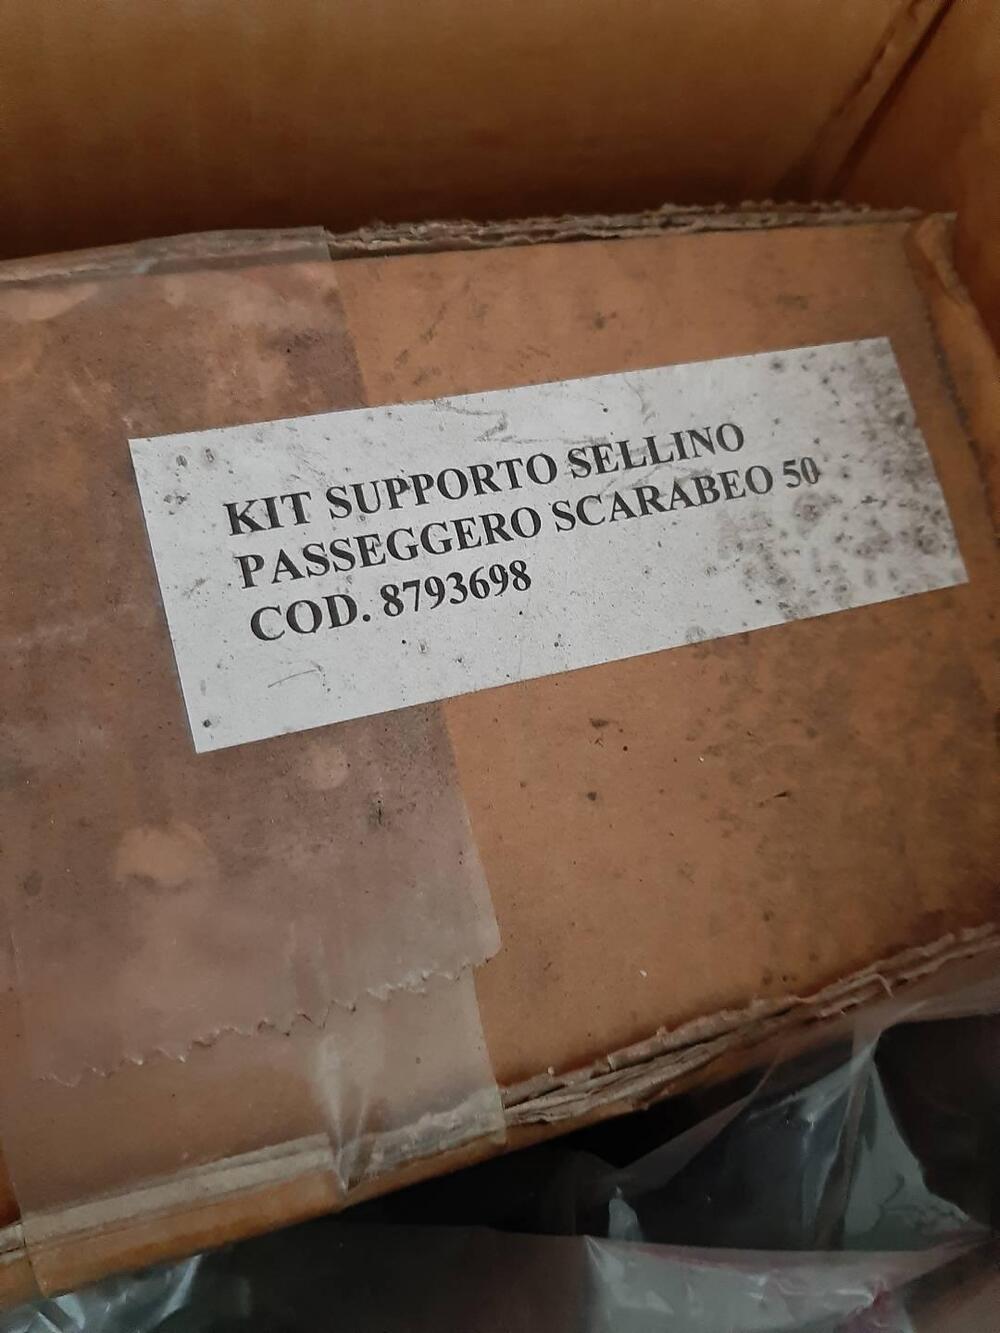 KIT SUPPORTO SELLINO
PASSEGGERO SCARABEO 50
COD. 8793698